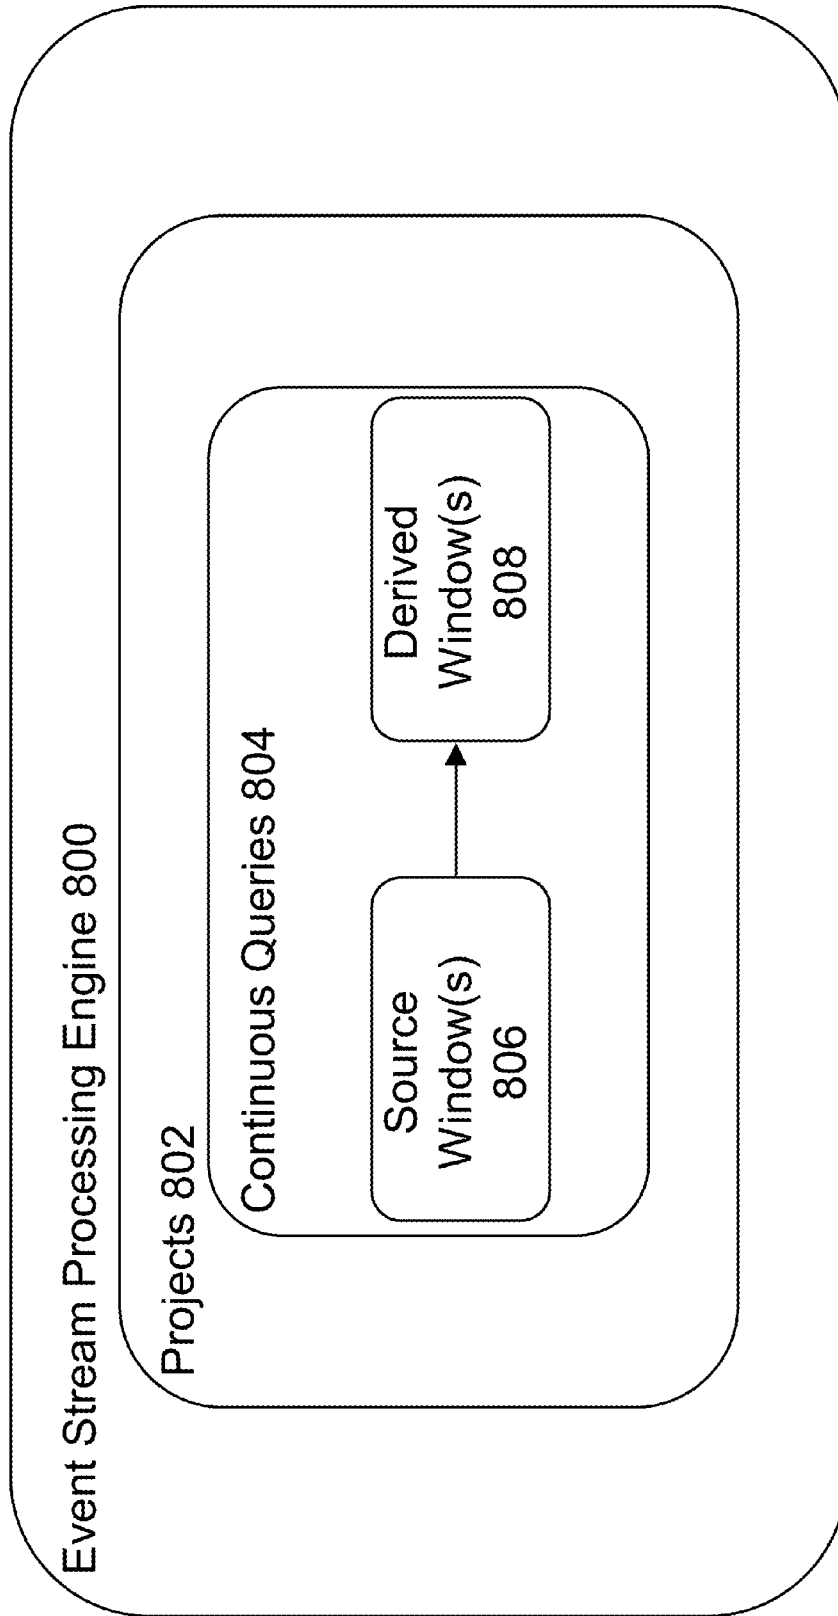 Event Stream Processing Engine 800
Projects 802
Continuous Queries 804
Source
Window(s)
806
Derived
Window(s)
808